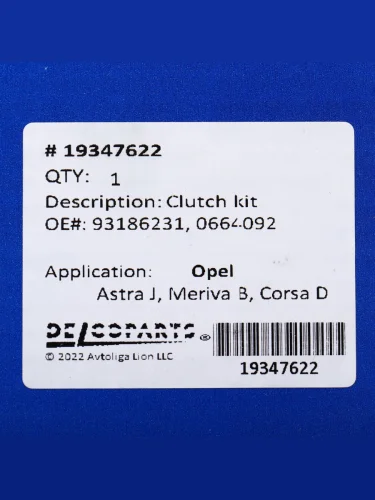 # 19347622
QTY: 1
Description: Clutch kit
OE#: 93186231, 0664092
Application: Opel
Astra J, Meriva B, Corsa D
DELCOPARTS ®
© 2022 Avtoliga Lion LLC
19347622